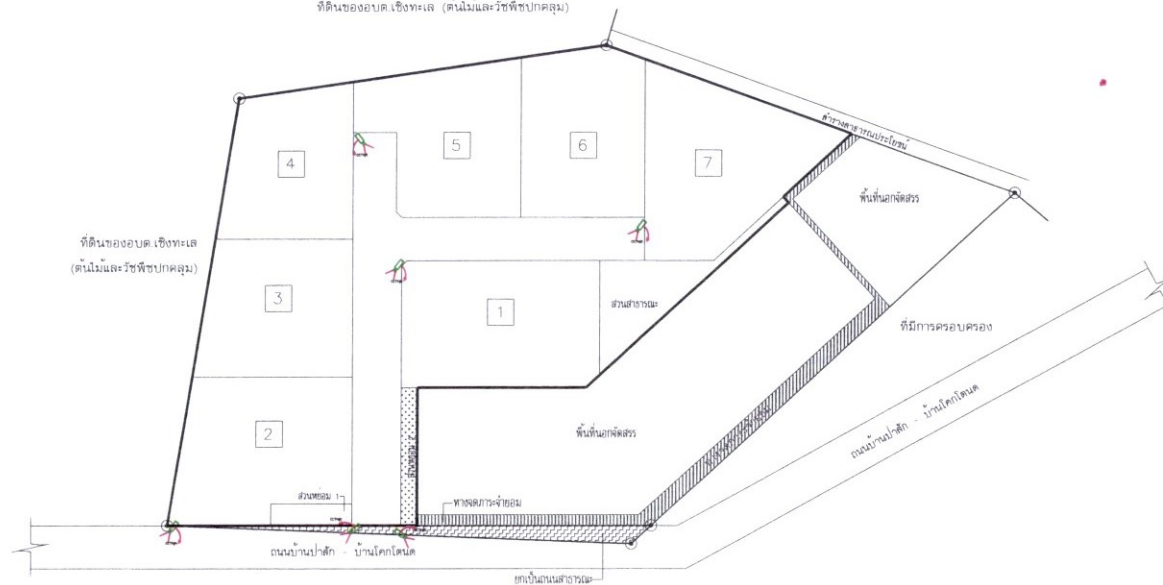 ที่ดินของอบต.เชิงทะเล (ต้นไม้และวัชพืชปกคลุม)
ลำรางสาธารณประโยชน์
5
6
7
4
พื้นที่นอกจัดสรร
ที่ดินของอบต.เชิงทะเล
(ต้นไม้และวัชพืชปกคลุม)
3
1
สวนสาธารณะ
ที่มีการครอบครอง
2
พื้นที่นอกจัดสรร
ถนนบ้านป่าสัก - บ้านโคกโตนด
สวนหย่อม 1
ทางจดภาระจำยอม
ถนนบ้านป่าสัก - บ้านโคกโตนด
ยกเป็นถนนสาธารณะ